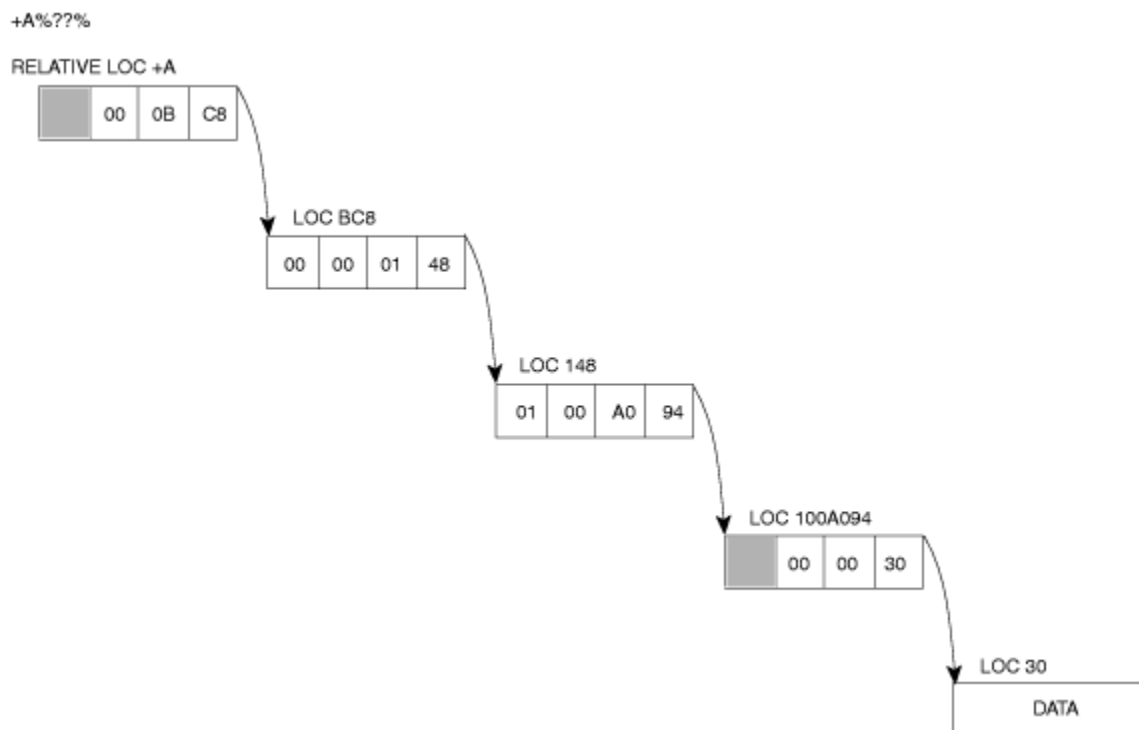 +A%??%
RELATIVE LOC +A
00 0B C8
LOC BC8
00 00 01 48
LOC 148
01 00 A0 94
LOC 100A094
00 00 30
LOC 30
DATA